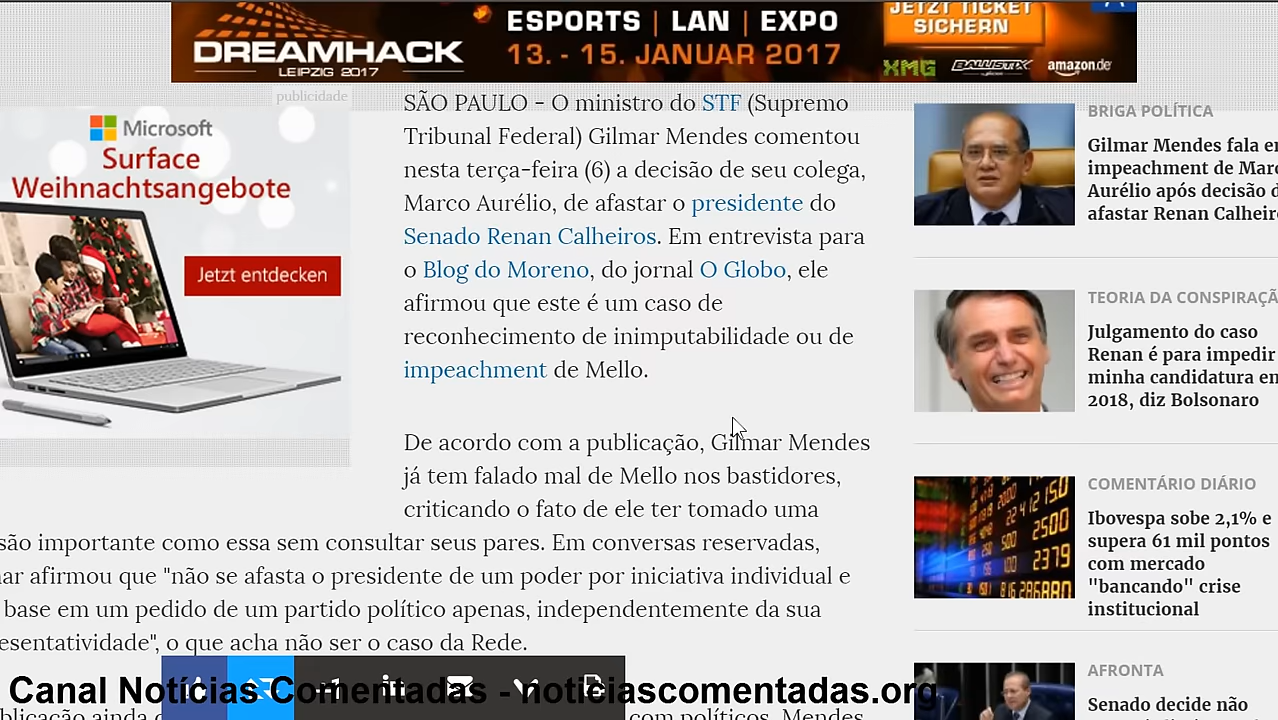 DREAMHACK
LEIPZIG 2017
ESPORTS | LAN | EXPO
13. - 15. JANUAR 2017
JETZT TICKET
SICHERN
XMG BALLISTIX amazon.de
publicidade
Microsoft
Surface
Weihnachtsangebote
Jetzt entdecken
SÃO PAULO - O ministro do STF (Supremo
Tribunal Federal) Gilmar Mendes comentou
nesta terça-feira (6) a decisão de seu colega,
Marco Aurélio, de afastar o presidente do
Senado Renan Calheiros. Em entrevista para
o Blog do Moreno, do jornal O Globo, ele
afirmou que este é um caso de
reconhecimento de inimputabilidade ou de
impeachment de Mello.
De acordo com a publicação, Gilmar Mendes
já tem falado mal de Mello nos bastidores,
criticando o fato de ele ter tomado uma
são importante como essa sem consultar seus pares. Em conversas reservadas,
ar afirmou que "não se afasta o presidente de um poder por iniciativa individual e
base em um pedido de um partido político apenas, independentemente da sua
esentatividade", o que acha não ser o caso da Rede.
blicação ainda com políticos, Mendes
BRIGA POLÍTICA
Gilmar Mendes fala e
impeachment de Marc
Aurélio após decisão d
afastar Renan Calheir
TEORIA DA CONSPIRAÇÃ
Julgamento do caso
Renan é para impedir
minha candidatura en
2018, diz Bolsonaro
COMENTÁRIO DIÁRIO
Ibovespa sobe 2,1% e
supera 61 mil pontos
com mercado
"bancando" crise
institucional
AFRONTA
Senado decide não
Canal Notícias Comentadas - noticiascomentadas.org